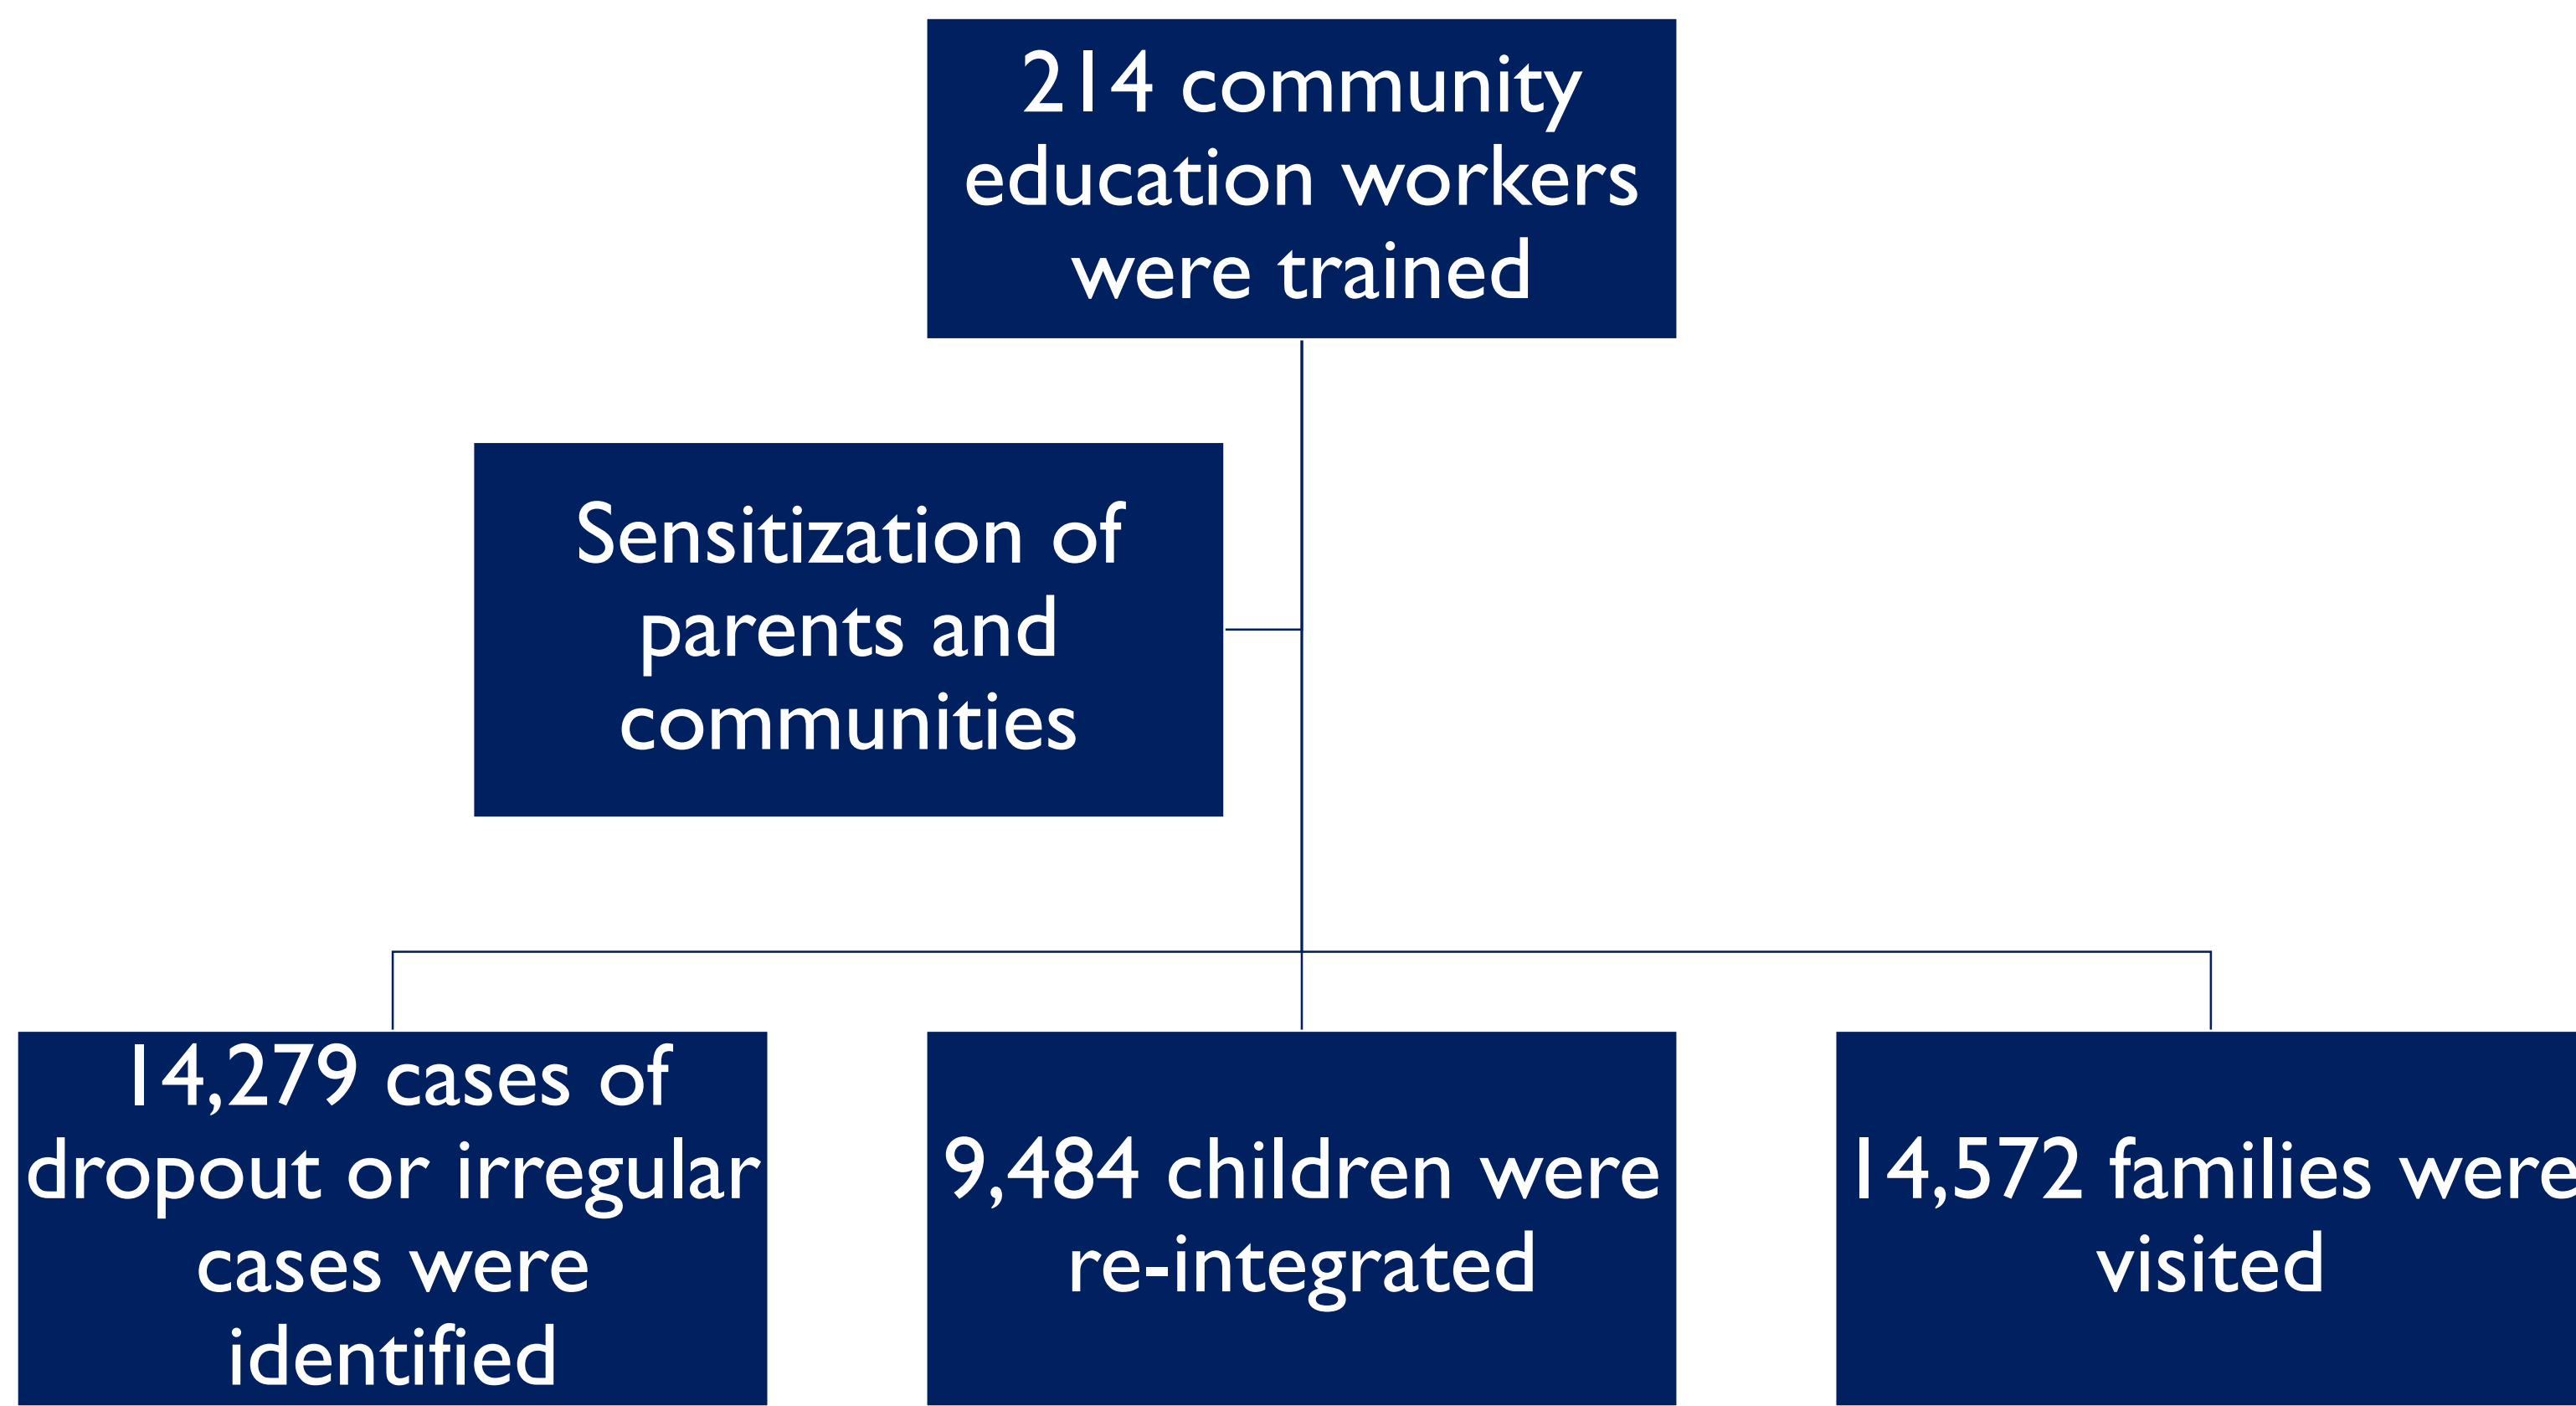 214 community
education workers
were trained
Sensitization of
parents and
communities
14,279 cases of
dropout or irregular
cases were
identified
9,484 children were
re-integrated
14,572 families were
visited